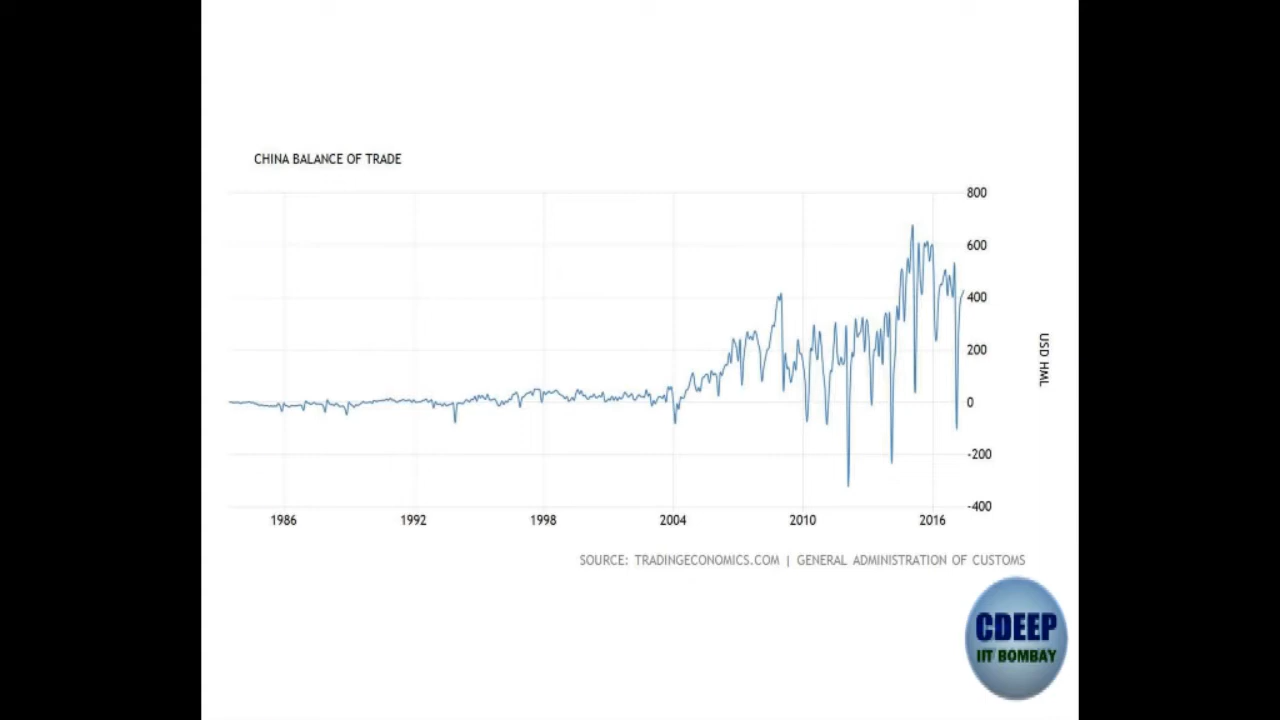 CHINA BALANCE OF TRADE
800
600
400
200
0
-200
-400
USD HML
1986 1992 1998 2004 2010 2016
SOURCE: TRADINGECONOMICS.COM | GENERAL ADMINISTRATION OF CUSTOMS
CDEEP
IIT BOMBAY